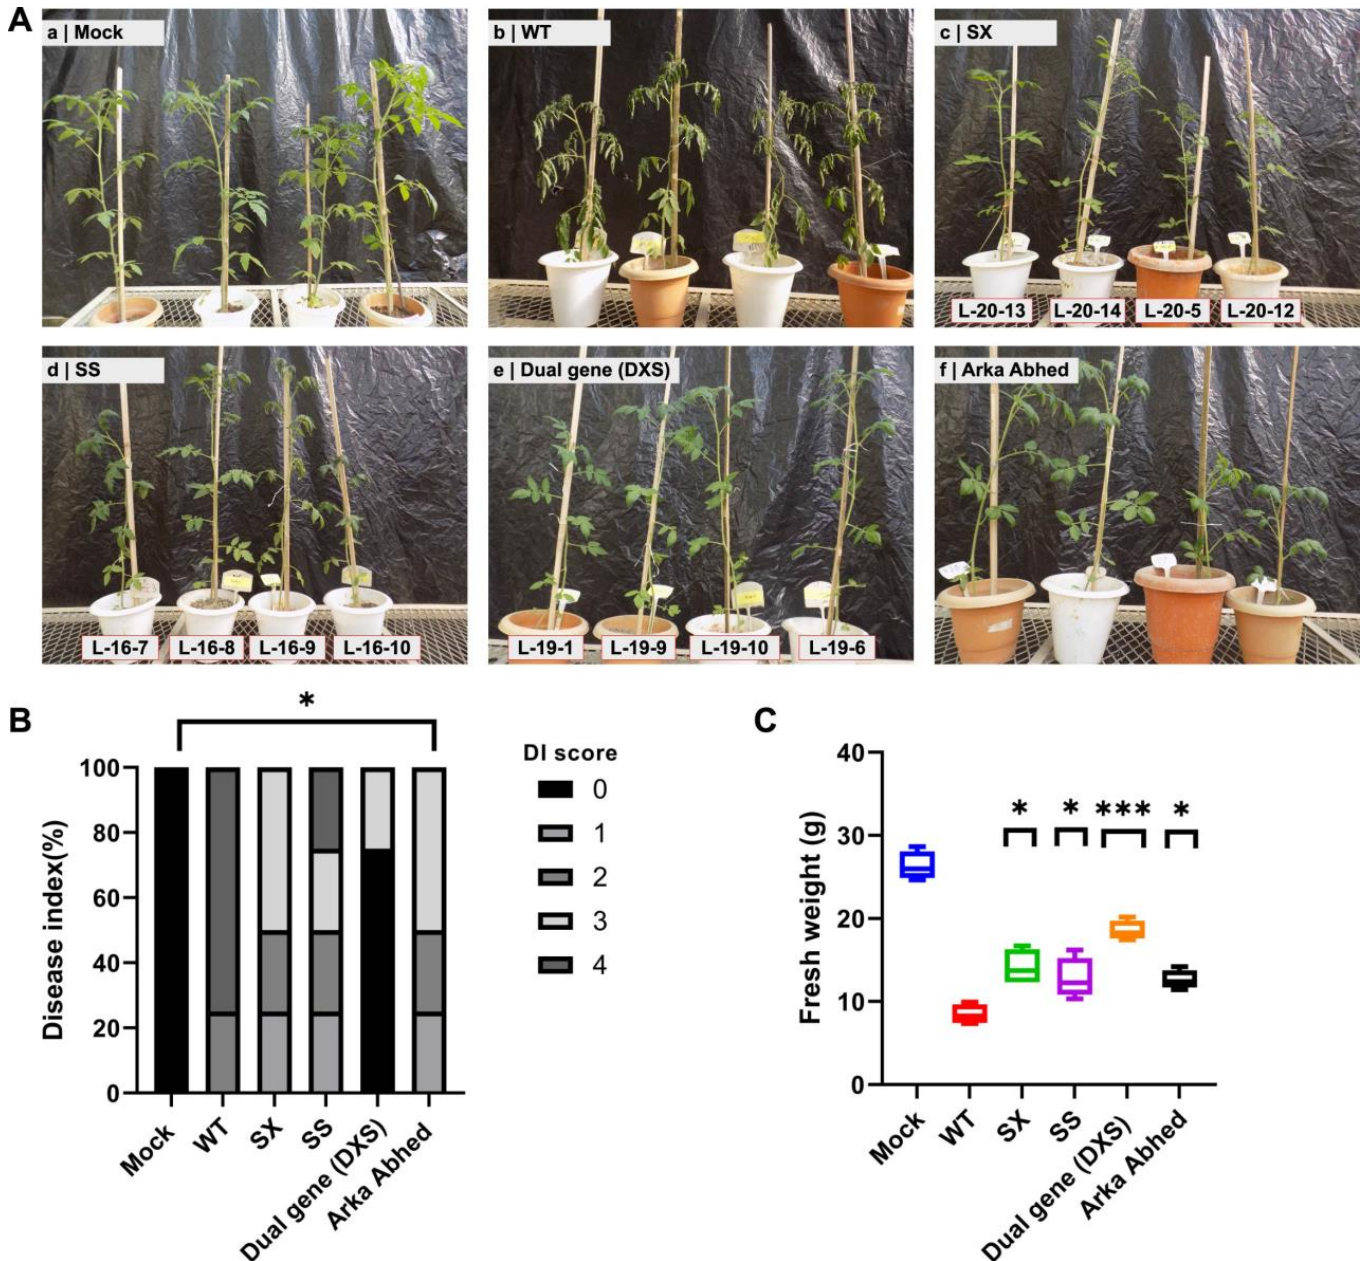 A
a | Mock
b | WT
c | SX
L-20-13
L-20-14
L-20-5
L-20-12
d | SS
e | Dual gene (DXS)
f | Arka Abhed
L-16-7
L-16-8
L-16-9
L-16-10
L-19-1
L-19-9
L-19-10
L-19-6
B
*
Disease index(%)
100
80
60
40
20
0
Mock
WT
SX
SS
Dual gene (DXS)
Arka Abhed
DI score
0
1
2
3
4
C
Fresh weight (g)
40
30
20
10
0
* * *** *
Mock
WT
SX
SS
Dual gene (DXS)
Arka Abhed